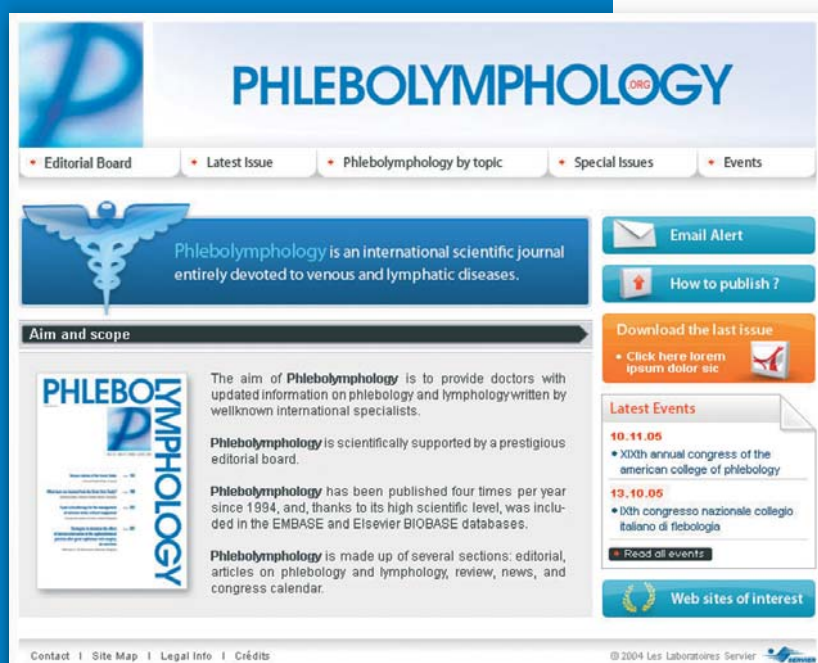 PHLEBOLYMPHOLOGY
.ORG
Editorial Board
Latest Issue
Phlebolymphology by topic
Special Issues
Events
Phlebolymphology is an international scientific journal
entirely devoted to venous and lymphatic diseases.
Aim and scope
PHLEBO
LYMPHOLOGY
The aim of Phlebolymphology is to provide doctors with
updated information on phlebology and lymphology written by
wellknown international specialists.
Phlebolymphology is scientifically supported by a prestigious
editorial board.
Phlebolymphology has been published four times per year
since 1994, and, thanks to its high scientific level, was inclu-
ded in the EMBASE and Elsevier BIOBASE databases.
Phlebolymphology is made up of several sections: editorial,
articles on phlebology and lymphology, review, news, and
congress calendar.
Email Alert
How to publish ?
Download the last issue
• Click here lorem
ipsum dolor sic
Latest Events
10.11.05
• XIXth annual congress of the
american college of phlebology
13.10.05
• IXth congresso nazionale collegio
italiano di flebologia
Read all events
Web sites of interest
Contact I Site Map I Legal Info I Crédits
© 2004 Les Laboratoires Servier
SERVIER